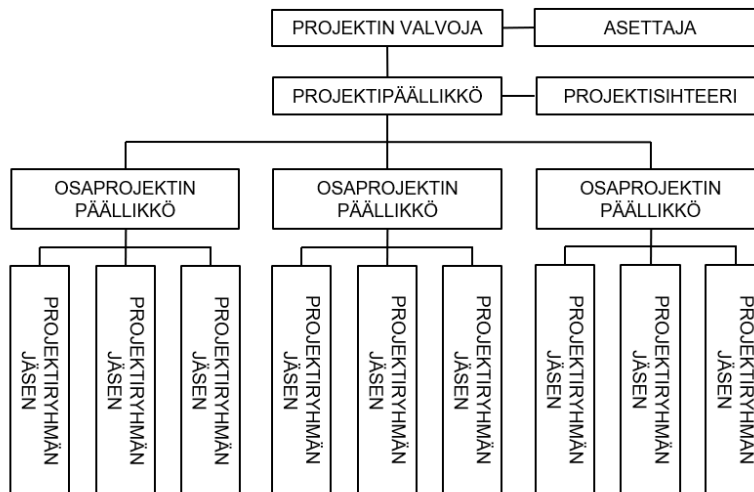 PROJEKTIN VALVOJA
ASETTAJA
PROJEKTIPÄÄLLIKKÖ
PROJEKTISIHTEERI
OSAPROJEKTIN
PÄÄLLIKKÖ
OSAPROJEKTIN
PÄÄLLIKKÖ
OSAPROJEKTIN
PÄÄLLIKKÖ
PROJEKTIRYHMÄN
JÄSEN
PROJEKTIRYHMÄN
JÄSEN
PROJEKTIRYHMÄN
JÄSEN
PROJEKTIRYHMÄN
JÄSEN
PROJEKTIRYHMÄN
JÄSEN
PROJEKTIRYHMÄN
JÄSEN
PROJEKTIRYHMÄN
JÄSEN
PROJEKTIRYHMÄN
JÄSEN
PROJEKTIRYHMÄN
JÄSEN